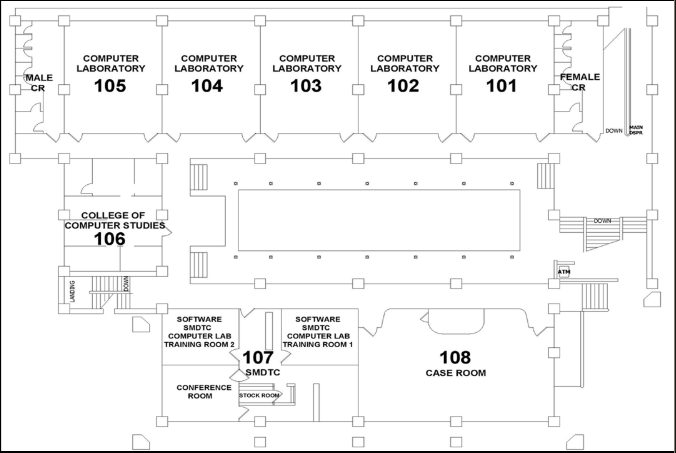 MALE
CR
COMPUTER
LABORATORY
105
COMPUTER
LABORATORY
104
COMPUTER
LABORATORY
103
COMPUTER
LABORATORY
102
COMPUTER
LABORATORY
101
FEMALE
CR
DOWN
MAIN
DSPR
COLLEGE OF
COMPUTER STUDIES
106
DOWN
LANDING
DOWN
ATM
SOFTWARE
SMDTC
COMPUTER LAB
TRAINING ROOM 2
SOFTWARE
SMDTC
COMPUTER LAB
TRAINING ROOM 1
107
SMDTC
108
CASE ROOM
CONFERENCE
ROOM
STOCK ROOM